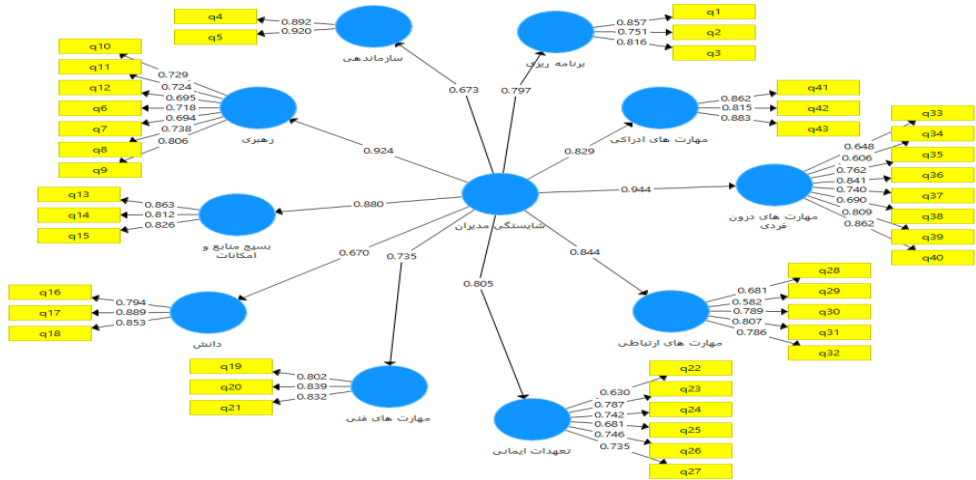 q4
q5
0.892
0.920
سازماندهی
q1
q2
q3
0.857
0.751
0.816
برنامه ریزی
q10
q11
q12
q6
q7
q8
q9
0.729
0.724
0.695
0.718
0.694
0.738
0.806
رهبری
0.673
0.797
q41
q42
q43
0.862
0.815
0.883
مهارت های ادراکی
q33
q34
q35
q36
q37
q38
q39
q40
0.648
0.606
0.762
0.841
0.740
0.690
0.809
0.862
مهارت های درون
فردی
0.924
0.829
0.944
0.880
شایستگی مدیران
q13
q14
q15
0.863
0.812
0.826
بسیج منابع و
امکانات
0.670
0.735
0.805
0.844
q16
q17
q18
0.794
0.889
0.853
دانش
q28
q29
q30
q31
q32
0.681
0.582
0.789
0.807
0.786
مهارت های ارتباطی
q19
q20
q21
0.802
0.839
0.832
مهارت های فنی
q22
q23
q24
q25
q26
q27
0.630
0.787
0.742
0.681
0.746
0.735
تعهدات ایمانی